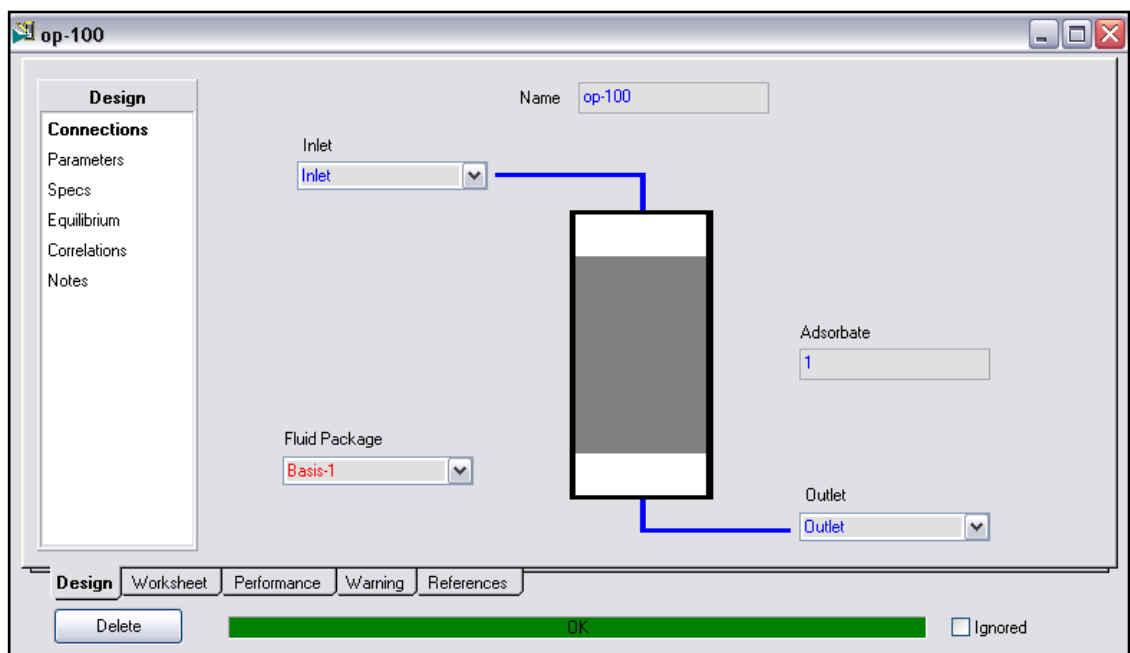 op-100
Design
Connections
Parameters
Specs
Equilibrium
Correlations
Notes
Name op-100
Inlet
Inlet
Adsorbate
1
Fluid Package
Basis-1
Outlet
Outlet
Design Worksheet Performance Warning References
Delete OK Ignored